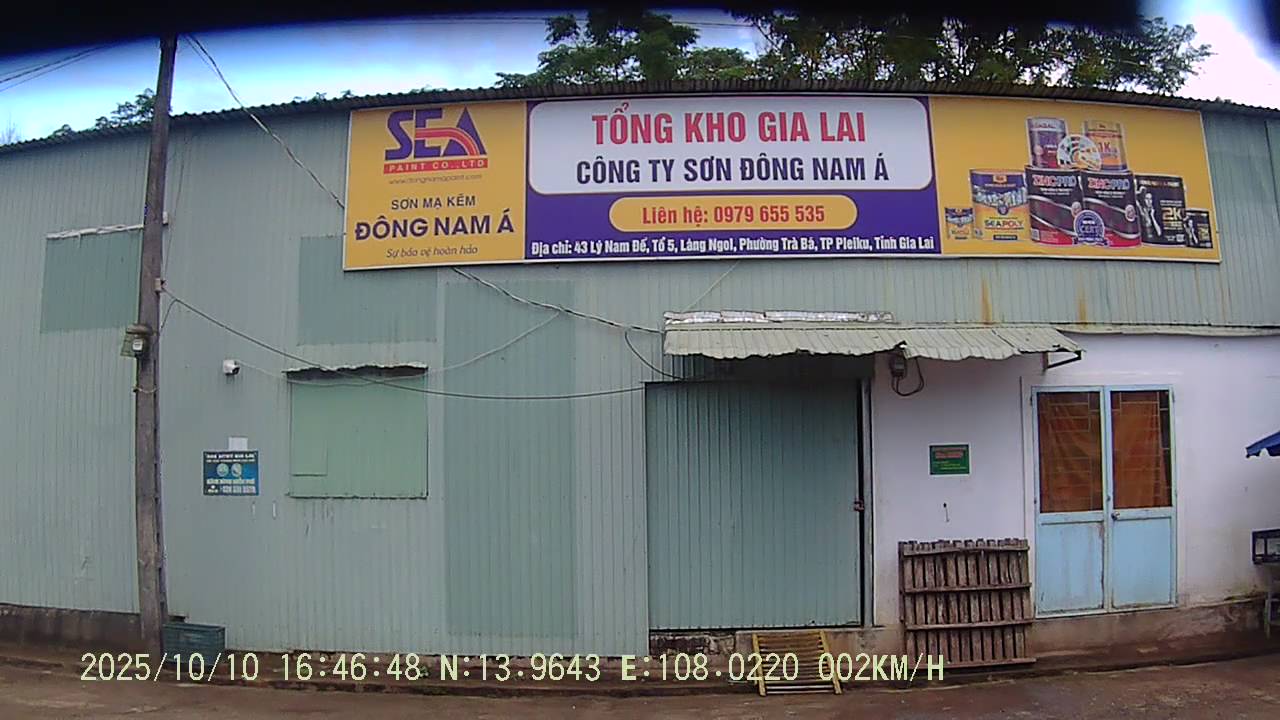 SEA
PAINT CO., LTD
www.dongnamapaint.com
SƠN MẠ KẼM
ĐÔNG NAM Á
Sự bảo vệ hoàn hảo
TỔNG KHO GIA LAI
CÔNG TY SƠN ĐÔNG NAM Á
Liên hệ: 0979 655 535
Địa chỉ: 43 Lý Nam Đế, Tổ 5, Làng Ngol, Phường Trà Bá, TP Pleiku, Tỉnh Gia Lai
ZINCPRO
ZINCPRO
SEAPOLY
2K
2025/10/10 16:46:48 N:13.9643 E:108.0220 002KM/H